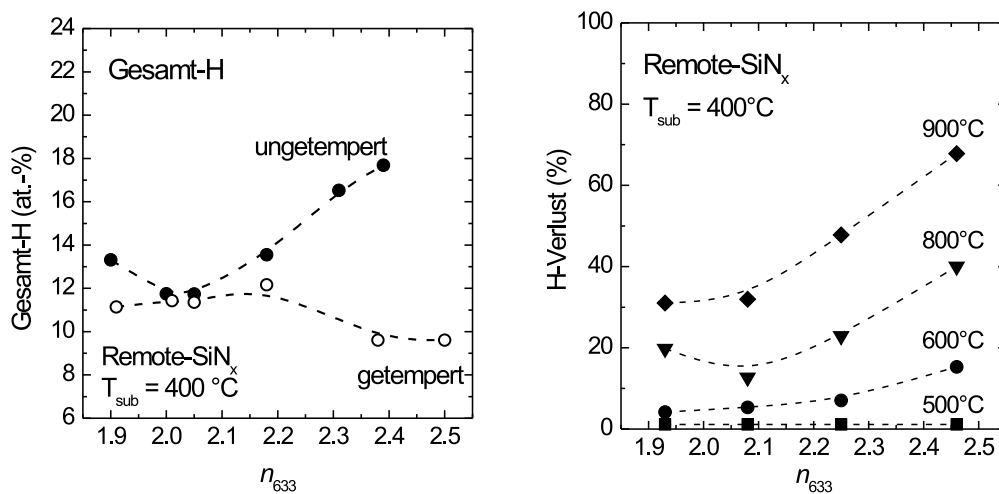 24
22
20
18
16
14
12
10
8
6
Gesamt-H (at.-%)
Gesamt-H
ungetempert
getempert
Remote-SiNx
Tsub = 400 °C
1.9 2.0 2.1 2.2 2.3 2.4 2.5
n633
100
80
60
40
20
0
H-Verlust (%)
Remote-SiNx
Tsub = 400°C
900°C
800°C
600°C
500°C
1.9 2.0 2.1 2.2 2.3 2.4 2.5
n633